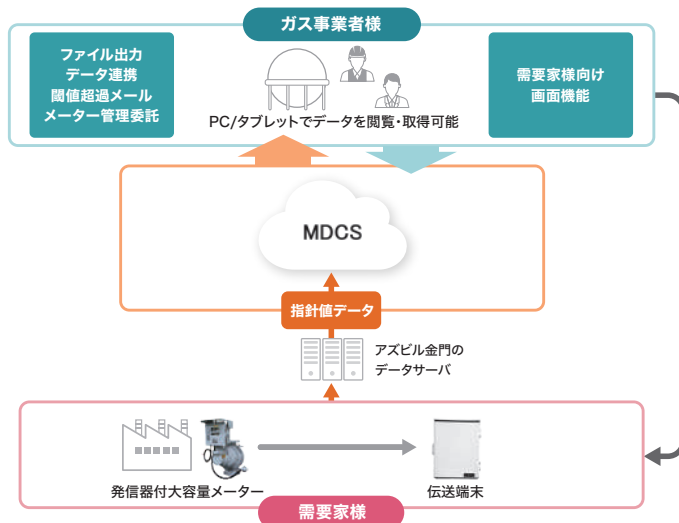 ガス事業者様
ファイル出力
データ連携
閾値超過メール
メーター管理委託
PC/タブレットでデータを閲覧・取得可能
需要家様向け
画面機能
MDCS
指針値データ
アズビル金門の
データサーバ
発信器付大容量メーター
伝送端末
需要家様